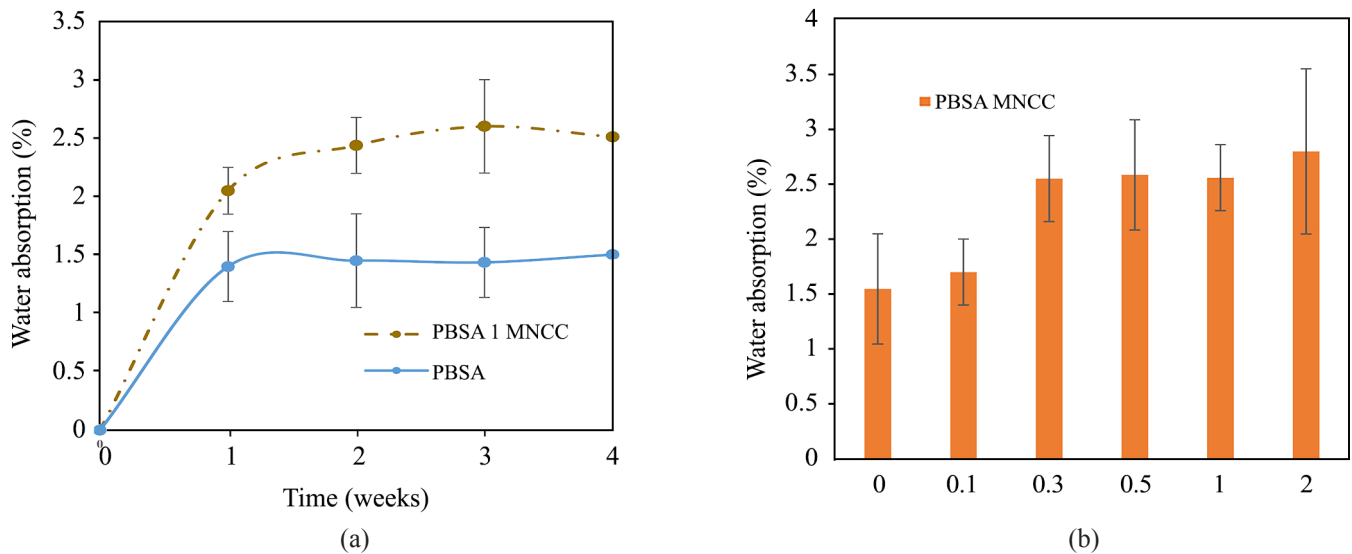 3.5
3
2.5
2
1.5
1
0.5
0
Water absorption (%)
PBSA 1 MNCC
PBSA
0
0 1 2 3 4
Time (weeks)
(a)
4
3.5
3
2.5
2
1.5
1
0.5
0
Water absorption (%)
PBSA MNCC
0 0.1 0.3 0.5 1 2
(b)